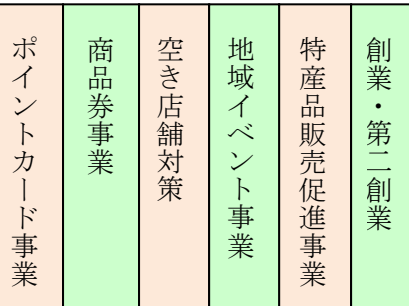 創業・第二創業
特産品販売促進事業
地域イベント事業
空き店舗対策
商品券事業
ポイントカード事業